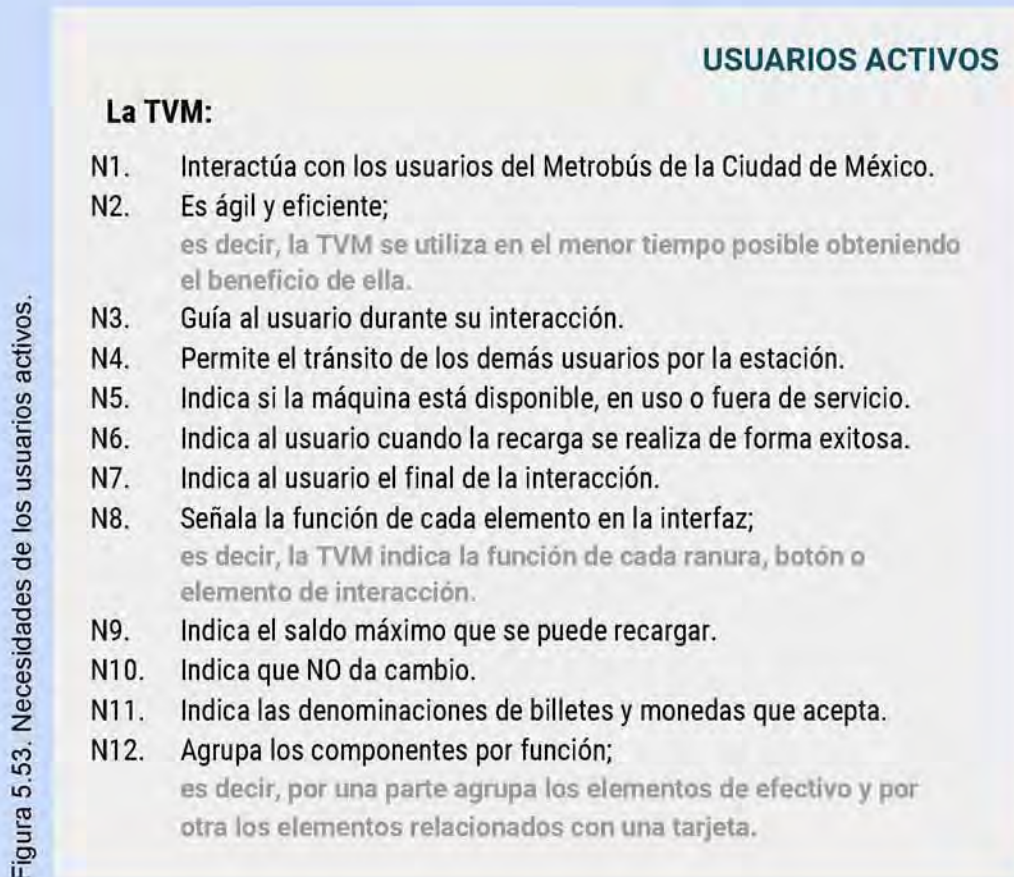 USUARIOS ACTIVOS
La TVM:
N1. Interactúa con los usuarios del Metrobús de la Ciudad de México.
N2. Es ágil y eficiente;
es decir, la TVM se utiliza en el menor tiempo posible obteniendo
el beneficio de ella.
N3. Guía al usuario durante su interacción.
N4. Permite el tránsito de los demás usuarios por la estación.
N5. Indica si la máquina está disponible, en uso o fuera de servicio.
N6. Indica al usuario cuando la recarga se realiza de forma exitosa.
N7. Indica al usuario el final de la interacción.
N8. Señala la función de cada elemento en la interfaz;
es decir, la TVM indica la función de cada ranura, botón o
elemento de interacción.
N9. Indica el saldo máximo que se puede recargar.
N10. Indica que NO da cambio.
N11. Indica las denominaciones de billetes y monedas que acepta.
N12. Agrupa los componentes por función;
es decir, por una parte agrupa los elementos de efectivo y por
otra los elementos relacionados con una tarjeta.
Figura 5.53. Necesidades de los usuarios activos.